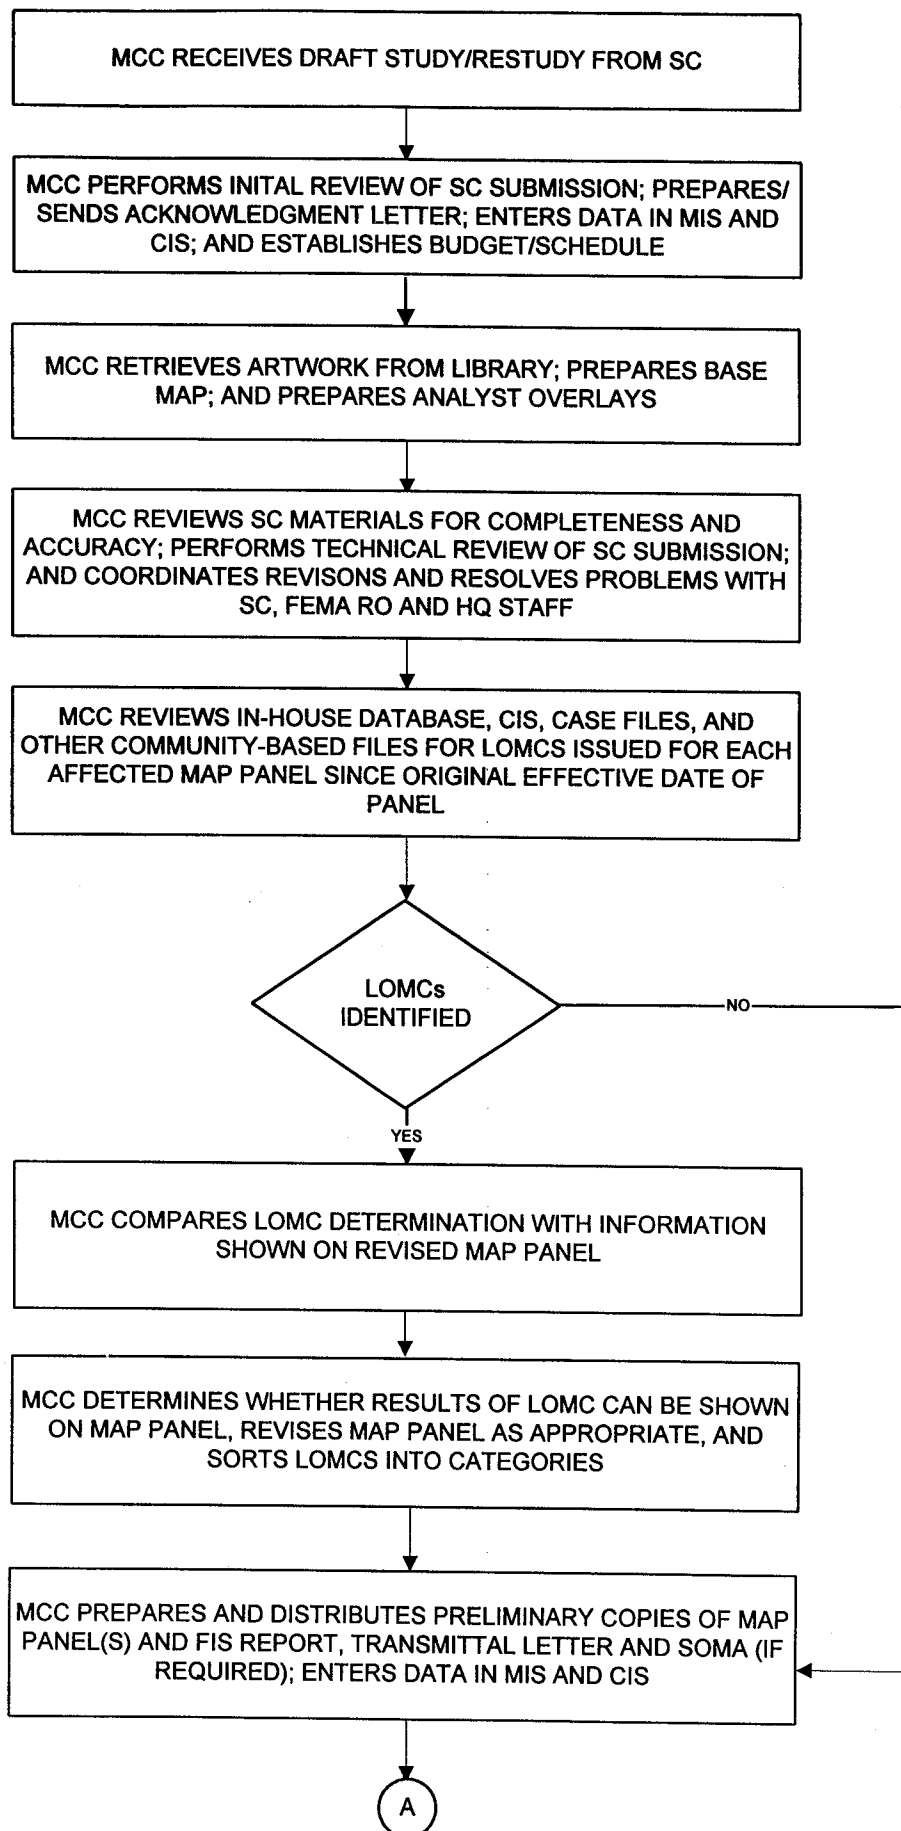 MCC RECEIVES DRAFT STUDY/RESTUDY FROM SC
MCC PERFORMS INITAL REVIEW OF SC SUBMISSION; PREPARES/
SENDS ACKNOWLEDGMENT LETTER; ENTERS DATA IN MIS AND
CIS; AND ESTABLISHES BUDGET/SCHEDULE
MCC RETRIEVES ARTWORK FROM LIBRARY; PREPARES BASE
MAP; AND PREPARES ANALYST OVERLAYS
MCC REVIEWS SC MATERIALS FOR COMPLETENESS AND
ACCURACY; PERFORMS TECHNICAL REVIEW OF SC SUBMISSION;
AND COORDINATES REVISONS AND RESOLVES PROBLEMS WITH
SC, FEMA RO AND HQ STAFF
MCC REVIEWS IN-HOUSE DATABASE, CIS, CASE FILES, AND
OTHER COMMUNITY-BASED FILES FOR LOMCS ISSUED FOR EACH
AFFECTED MAP PANEL SINCE ORIGINAL EFFECTIVE DATE OF
PANEL
LOMCs
IDENTIFIED
NO
YES
MCC COMPARES LOMC DETERMINATION WITH INFORMATION
SHOWN ON REVISED MAP PANEL
MCC DETERMINES WHETHER RESULTS OF LOMC CAN BE SHOWN
ON MAP PANEL, REVISES MAP PANEL AS APPROPRIATE, AND
SORTS LOMCS INTO CATEGORIES
MCC PREPARES AND DISTRIBUTES PRELIMINARY COPIES OF MAP
PANEL(S) AND FIS REPORT, TRANSMITTAL LETTER AND SOMA (IF
REQUIRED); ENTERS DATA IN MIS AND CIS
A